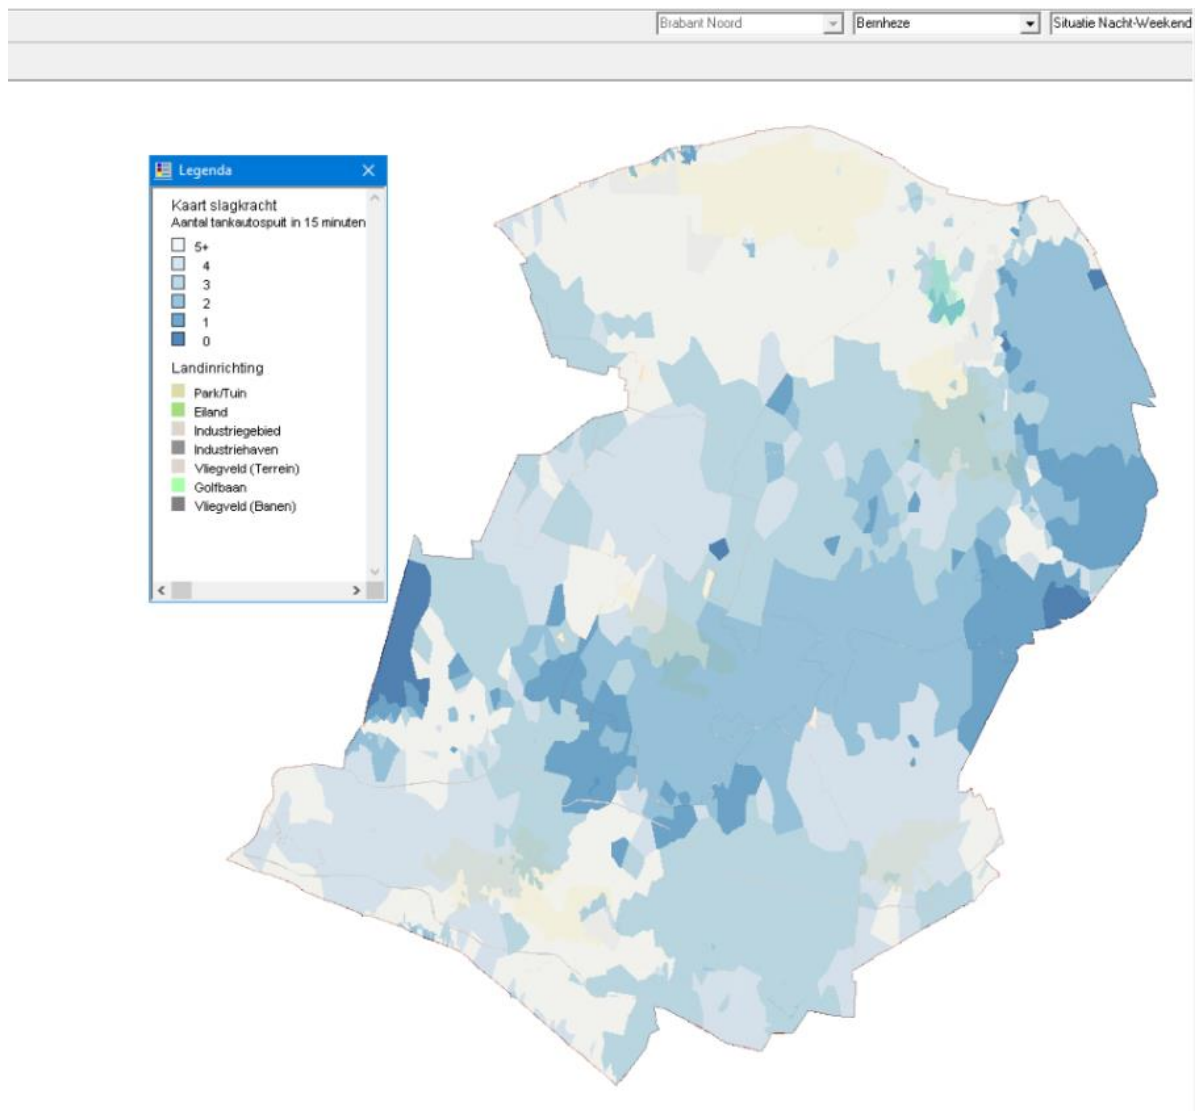 Brabant Noord Bernheze Situatie Nacht-Weekend
Legenda
Kaart slagkracht
Aantal tankautospuit in 15 minuten
5+
4
3
2
1
0
Landinrichting
Park/Tuin
Eiland
Industriegebied
Industriehaven
Vliegveld (Terrein)
Golfbaan
Vliegveld (Banen)